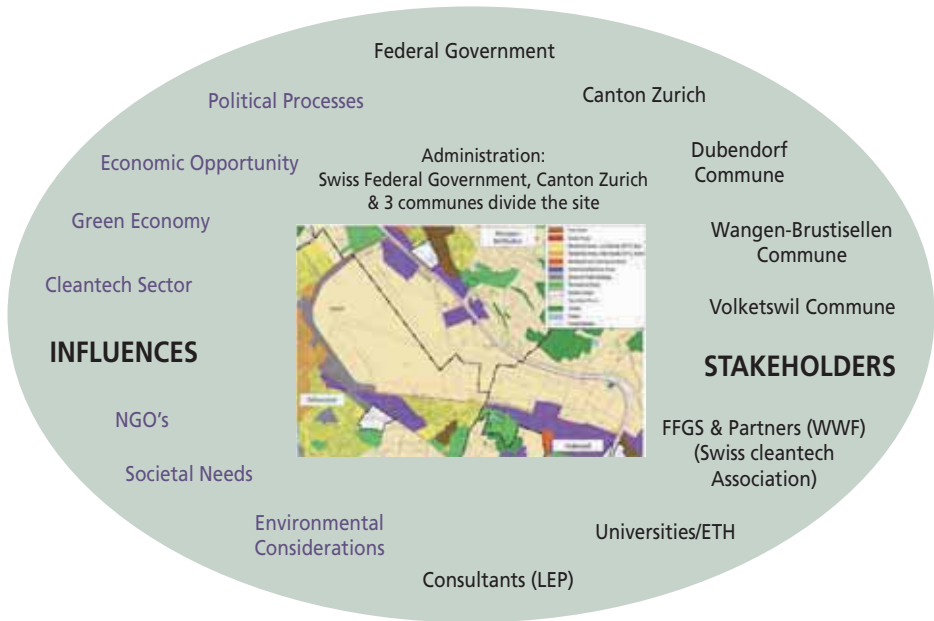 Federal Government
Political Processes
Canton Zurich
Economic Opportunity
Administration:
Swiss Federal Government, Canton Zurich
& 3 communes divide the site
Dubendorf
Commune
Green Economy
Wangen-Brustisellen
Commune
Cleantech Sector
Volketswil Commune
INFLUENCES
STAKEHOLDERS
NGO's
FFGS & Partners (WWF)
(Swiss cleantech
Association)
Societal Needs
Environmental
Considerations
Universities/ETH
Consultants (LEP)